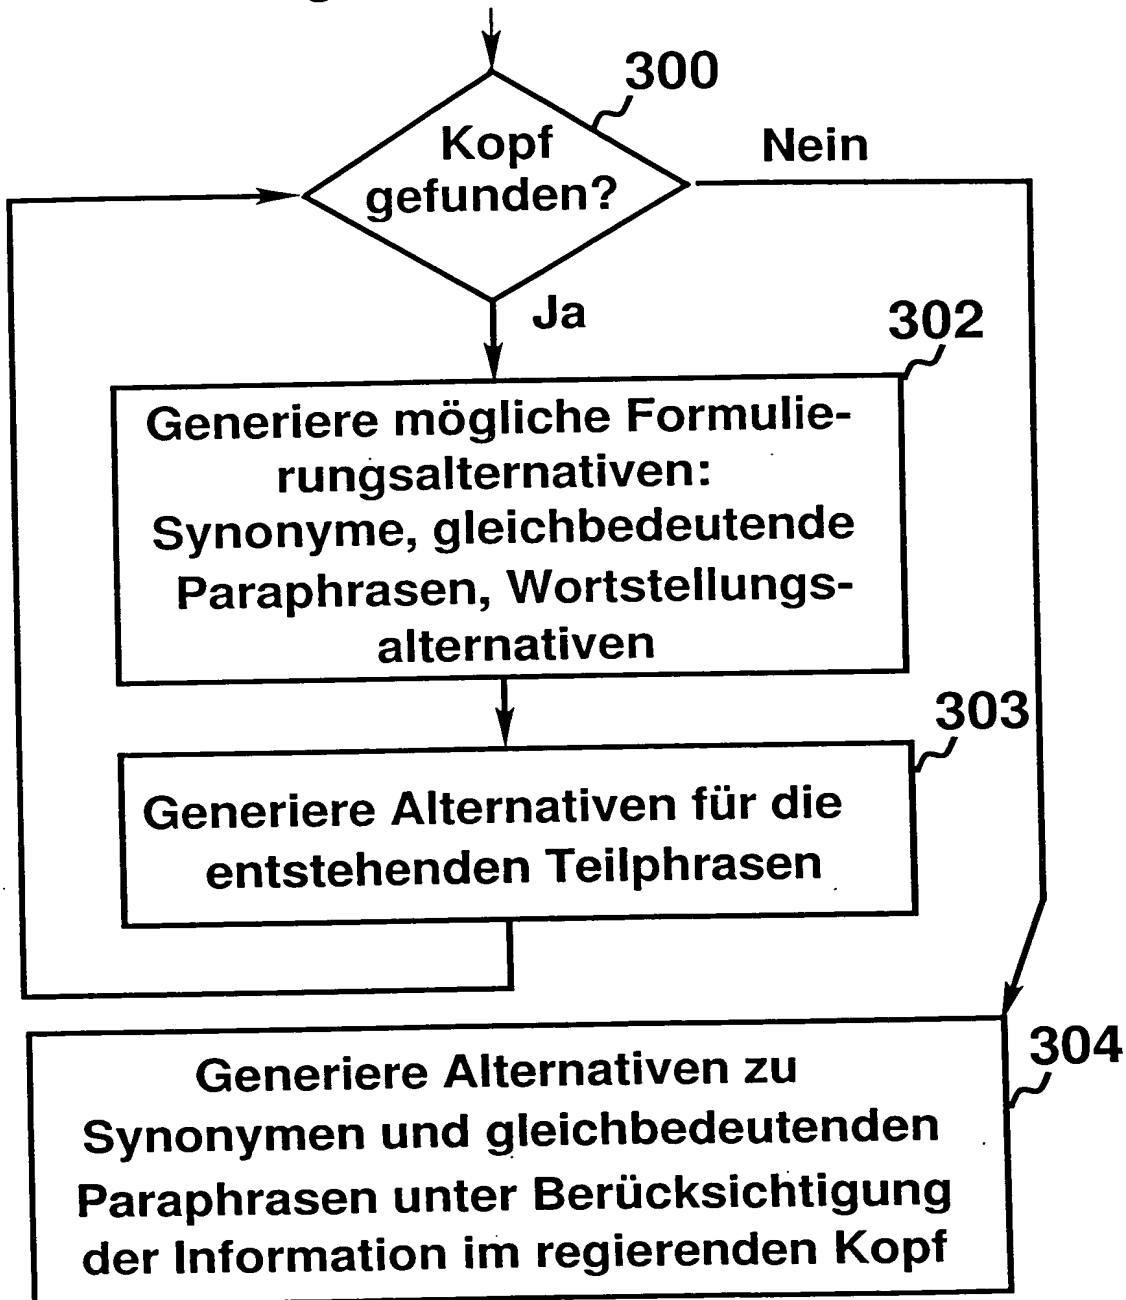 300
Kopf
gefunden?
Nein
Ja
302
Generiere mögliche Formulie-
rungsalternativen:
Synonyme, gleichbedeutende
Paraphrasen, Wortstellungs-
alternativen
303
Generiere Alternativen für die
entstehenden Teilphrasen
304
Generiere Alternativen zu
Synonymen und gleichbedeutenden
Paraphrasen unter Berücksichtigung
der Information im regierenden Kopf